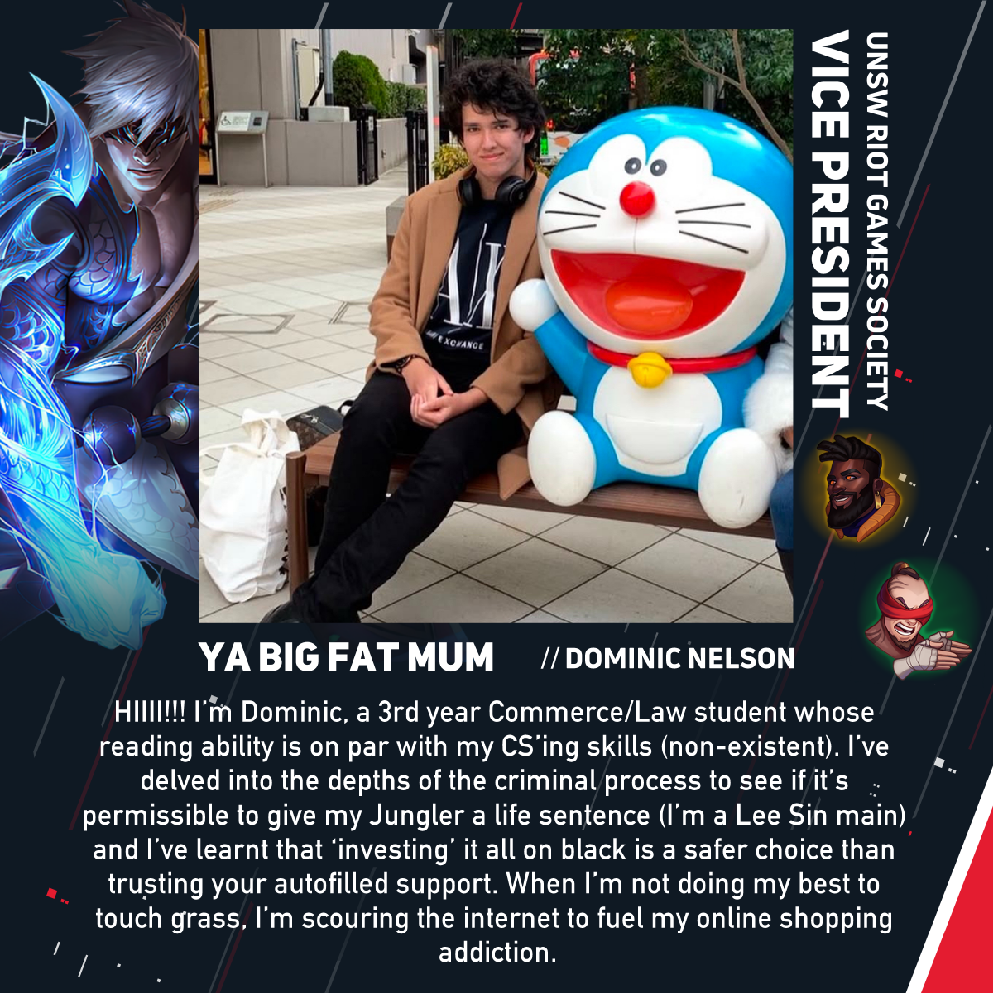 UNSW RIOT GAMES SOCIETY
VICE PRESIDENT
A|X
EXCHANGE
YA BIG FAT MUM // DOMINIC NELSON
HIIII!!! I'm Dominic, a 3rd year Commerce/Law student whose
reading ability is on par with my CS'ing skills (non-existent). I've
delved into the depths of the criminal process to see if it's
permissible to give my Jungler a life sentence (I'm a Lee Sin main)
and I've learnt that 'investing' it all on black is a safer choice than
trusting your autofilled support. When I'm not doing my best to
touch grass, I'm scouring the internet to fuel my online shopping
addiction.